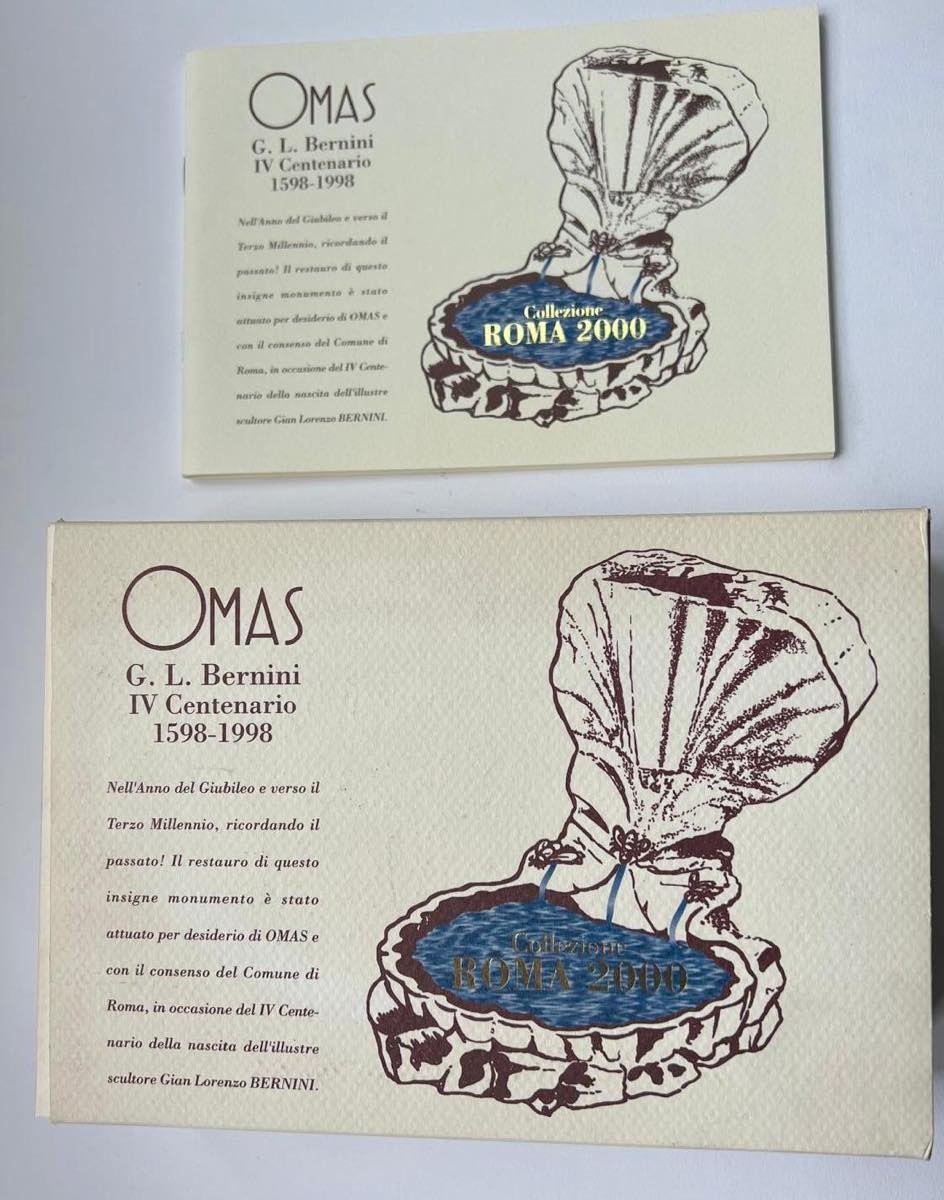 OMAS
G. L. Bernini
IV Centenario
1598-1998
Nell'Anno del Giubileo e verso il
Terzo Millennio, ricordando il
passato! Il restauro di questo
insigne monumento è stato
attuato per desiderio di OMAS e
con il consenso del Comune di
Roma, in occasione del IV Cente-
nario della nascita dell'illustre
scultore Gian Lorenzo BERNINI.
Collezione
ROMA 2000
OMAS
G. L. Bernini
IV Centenario
1598-1998
Nell'Anno del Giubileo e verso il
Terzo Millennio, ricordando il
passato! Il restauro di questo
insigne monumento è stato
attuato per desiderio di OMAS e
con il consenso del Comune di
Roma, in occasione del IV Cente-
nario della nascita dell'illustre
scultore Gian Lorenzo BERNINI.
Collezione
ROMA 2000